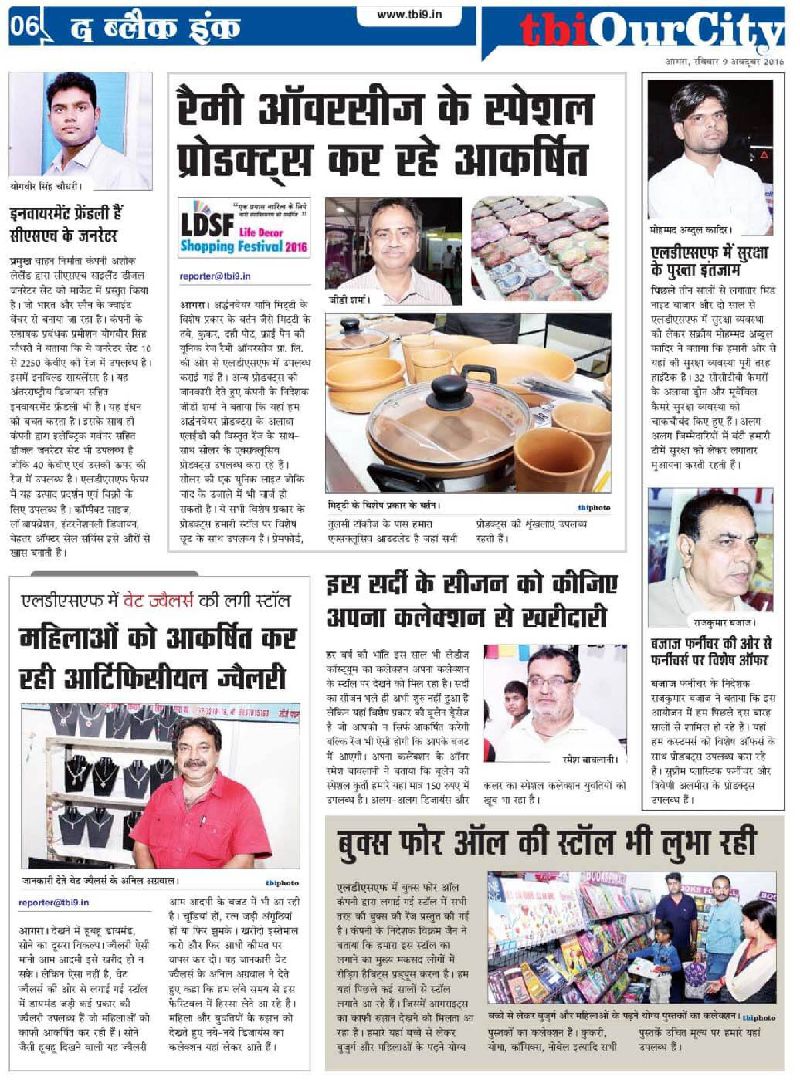 06
द ब्लैक इंक
www.tbi9.in
tbiOurCity
आगरा, रविवार 9 अक्टूबर 2016
योगवीर सिंह चौधरी।
इनवायरमेंट फ्रेंडली हैं
सीएसएच के जनरेटर
प्रमुख वाहन निर्माता कंपनी अशोक
लेलैंड द्वारा सीएसएच साइलेंट डीजल
जनरेटर सेट को मार्केट में प्रस्तुत किया
है। जो भारत और स्पेन के ज्वाइंट
वेंचर से बनाया जा रहा है। कंपनी के
सहायक प्रबंधक प्रमोशन योगवीर सिंह
चौधरी ने बताया कि ये जनरेटर सेट 10
से 2250 केवीए की रेंज में उपलब्ध है।
इसमें इनबिल्ड सायलेंसर है। यह
अंतरराष्ट्रीय डिजायन सहित
इनवायरमेंट फ्रेंडली भी है। यह इंधन
की बचत करता है। इसके साथ ही
कंपनी द्वारा इलेक्ट्रिक गवर्नर सहित
डीजल जनरेटर सेट भी उपलब्ध है
जोकि 40 केवीए एवं उसकी ऊपर की
रेंज में उपलब्ध है। एलएसएफ फेयर
में यह उत्पाद प्रदर्शन एवं बिक्री के
लिए उपलब्ध है। कॉम्पैक्ट साइज,
लॉ वायब्रेशन, इंटरनेशनली डिजायन,
बेहतर ऑफ्टर सेल सर्विस इसे औरों से
खास बनाती है।
रैमी ऑवरसीज के स्पेशल
प्रोडक्ट्स कर रहे आकर्षित
"एक प्रयास नारित्व के लिये
LDSF
Life Decor
Shopping Festival 2016
reporter@tbi9.in
आगरा। अर्द्धनवेयर यानि मिट्टी के
विशेष प्रकार के बर्तन जैसे मिट्टी के
तवे, कुकर, दही पॉट, फ्राई पैन की
यूनिक रेंज रैमी ऑवरसीज प्रा. लि.
की ओर से एलडीएसएफ में उपलब्ध
कराई गई हैं। अन्य प्रोडक्ट्स की
जानकारी देते हुए कंपनी के निदेशक
जीडी शर्मा ने बताया कि यहां हम
अर्द्धनवेयर प्रोडक्ट्स के अलावा
एलईडी की विस्तृत रेंज के साथ-
साथ सोलर के एक्सक्लूसिव
प्रोडक्ट्स उपलब्ध करा रहे हैं।
सोलर की एक यूनिक लाइट जोकि
चांद के उजाले में भी चार्ज हो
सकती है। ये सभी विशेष प्रकार के
प्रोडक्ट्स हमारी स्टॉल पर विशेष
छूट के साथ उपलब्ध है। प्रेमफोर्ड,
जीडी शर्मा।
मिट्टी के विशेष प्रकार के बर्तन।
tbiphoto
तुलसी टॉकीज के पास हमारा
एक्सक्लूसिव आउटलेट है जहां सभी
प्रोडक्ट्स की शृंखलाएं उपलब्ध
रहती हैं।
मोहम्मद अब्दुल कादिर।
एलडीएसएफ में सुरक्षा
के पुख्ता इंतजाम
पिछले तीन सालों से लगातार मिड
नाइट बाजार और दो साल से
एलडीएसएफ में सुरक्षा व्यवस्था
को लेकर सक्रीय मोहम्मद अब्दुल
कादिर ने बताया कि हमारी ओर से
यहां की सुरक्षा व्यवस्था पूरी तरह
हाईटैक है। 32 सीसीटीवी कैमरों
के अलावा ड्रोन और मूवेविल
कैमरे सुरक्षा व्यवस्था को
चाकचौबंद किए हुए हैं। अलग
अलग जिम्मेदारियों में बंटी हमारी
टीमें सुरक्षा को लेकर लगातार
मुआयना करती रहती हैं।
राजकुमार बजाज।
बजाज फर्नीचर की ओर से
फर्नीचर्स पर विशेष ऑफर
बजाज फर्नीचर के निदेशक
राजकुमार बजाज ने बताया कि इस
आयोजन में हम पिछले दस बारह
सालों से शामिल हो रहे हैं। यहां
हम कस्टमर्स को विशेष ऑफर्स के
साथ प्रोडक्ट्स उपलब्ध करा रहे
हैं। सुप्रीम प्लास्टिक फर्नीचर और
त्रिवेणी अलमीरा के प्रोडक्ट्स
उपलब्ध हैं।
एलडीएसएफ में वेट ज्वैलर्स की लगी स्टॉल
महिलाओं को आकर्षित कर
रही आर्टिफिसीयल ज्वैलरी
जानकारी देते वेट ज्वैलर्स के अनिल अग्रवाल।
tbiphoto
reporter@tbi9.in
आगरा। देखने में हूबहू डायमंड,
सोने का दूसरा विकल्प। ज्वैलरी ऐसी
मानो आम आदमी इसे खरीद ही न
सके। लेकिन ऐसा नहीं है, वेट
ज्वैलर्स की ओर से लगाई गई स्टॉल
में डायमंड जड़ी कई प्रकार की
ज्वैलरी उपलब्ध हैं जो महिलाओं को
काफी आकर्षित कर रही हैं। सोने
जैसी हूबहू दिखने वाली यह ज्वैलरी
आम आदमी के बजट में भी आ रही
है। चूड़ियां हों, रत्न जड़ी अंगूठियां
हों या फिर झुमके। खरीदो इस्तेमाल
करो और फिर आधी कीमत पर
वापस कर दो। यह जानकारी वेट
ज्वैलर्स के अनिल अग्रवाल ने देते
हुए कहा कि हम लंबे समय से इस
फेस्टिवल में हिस्सा लेते आ रहे हैं।
महिला और युवतियों के रुझान को
देखते हुए नये-नये डिजायंस का
कलेक्शन यहां लेकर आते हैं।
इस सर्दी के सीजन को कीजिए
अपना कलेक्शन से खरीदारी
हर वर्ष की भांति इस साल भी लेडीज
कॉस्ट्यूम का कलेक्शन अपना कलेक्शन
के स्टॉल पर देखने को मिल रहा है। सर्दी
का सीजन भले ही अभी शुरु नहीं हुआ है
लेकिन यहां विशेष प्रकार की वूलेन ड्रेसेज
है जो आपकी न सिर्फ आकर्षित करेंगी
बल्कि रेंज भी ऐसी होगी कि आपके बजट
में आएगी। अपना कलेक्शन के ऑनर
रमेश बाबलानी ने बताया कि वूलेन की
स्पेशल कुर्ती हमारे यहां मात्र 150 रुपए में
उपलब्ध है। अलग-अलग डिजायंस और
रमेश बाबलानी।
कलर का स्पेशल कलेक्शन युवतियों को
खूब भा रहा है।
बुक्स फोर ऑल की स्टॉल भी लुभा रही
एलडीएसएफ में बुक्स फोर ऑल
कंपनी द्वारा लगाई गई स्टॉल में सभी
तरह की बुक्स की रेंज प्रस्तुत की गई
है। कंपनी के निदेशक विक्रम जैन ने
बताया कि हमारा इस स्टॉल का
लगाने का मुख्य मकसद लोगों में
रीडिंग हैविट्स प्रड्यूस करना है। हम
यहां पिछले कई सालों से स्टॉल
लगाते आ रहे हैं। जिसमें आगराइट्स
का काफी रुझान देखने को मिलता आ
रहा है। हमारे यहां बच्चे से लेकर
बुजुर्ग और महिलाओं के पढ़ने योग्य
बच्चे से लेकर बुजुर्ग और महिलाओं के पढ़ने योग्य पुस्तकों का कलेक्शन।
tbiphoto
पुस्तकों का कलेक्शन है। कुकरी,
योगा, कॉमिक्स, नोवेल इत्यादि सभी
पुस्तकें उचित मूल्य पर हमारे यहां
उपलब्ध हैं।